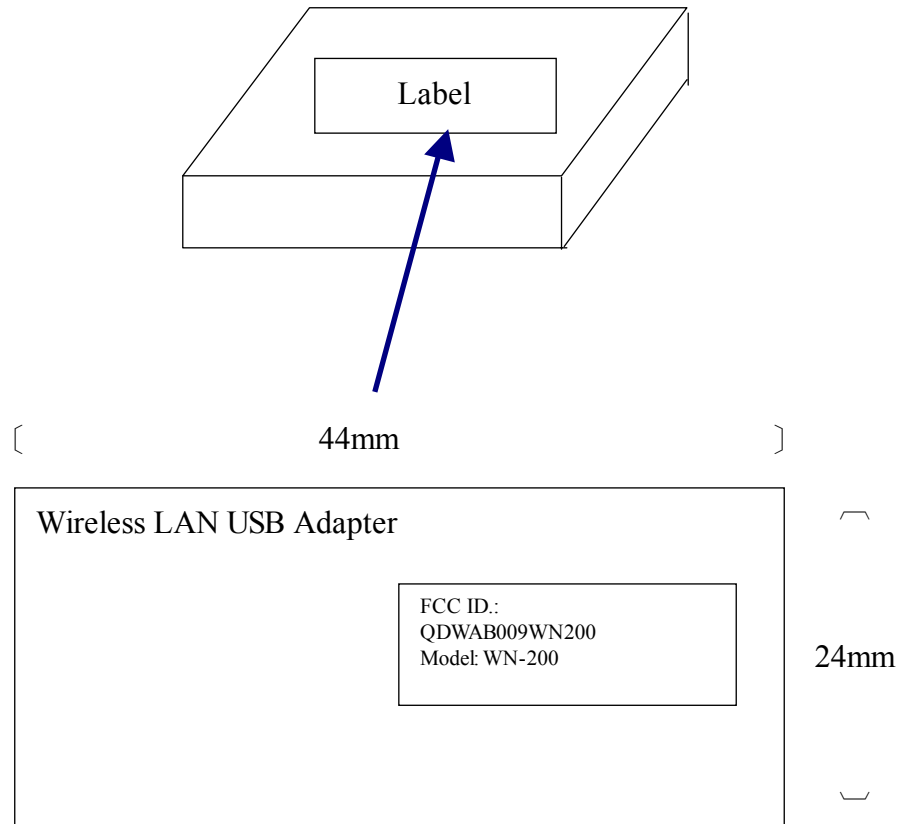 Label
44mm
Wireless LAN USB Adapter
FCC ID.:
QDWAB009WN200
Model: WN-200
24mm